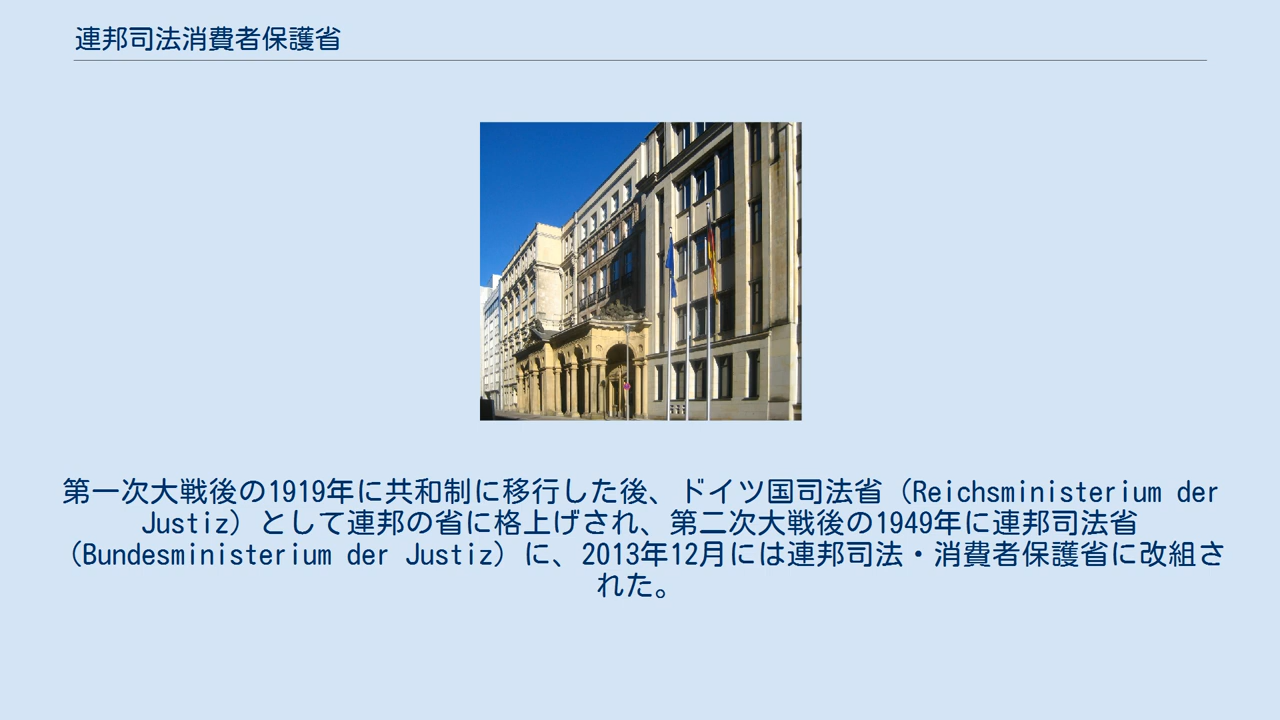 連邦司法消費者保護省
第一次大戦後の1919年に共和制に移行した後、ドイツ国司法省（Reichsministerium der
Justiz）として連邦の省に格上げされ、第二次大戦後の1949年に連邦司法省
（Bundesministerium der Justiz）に、2013年12月には連邦司法・消費者保護省に改組さ
れた。